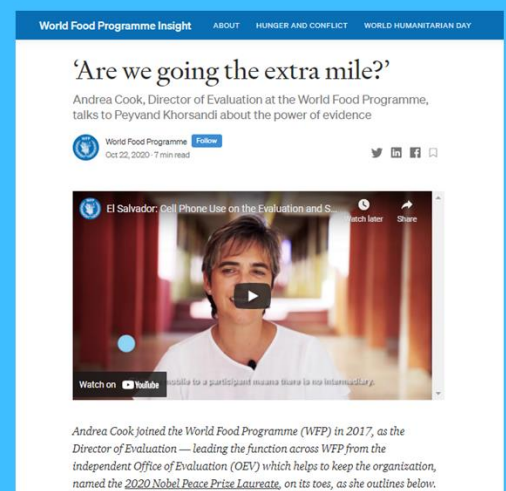 World Food Programme Insight ABOUT HUNGER AND CONFLICT WORLD HUMANITARIAN DAY
‘Are we going the extra mile?’
Andrea Cook, Director of Evaluation at the World Food Programme,
talks to Peyvand Khorsandi about the power of evidence
World Food Programme Follow
Oct 22, 2020 · 7 min read
El Salvador: Cell Phone Use on the Evaluation and S...
Watch later Share
Watch on YouTube
mobile to a participant means there is no intermediary.
Andrea Cook joined the World Food Programme (WFP) in 2017, as the
Director of Evaluation — leading the function across WFP from the
independent Office of Evaluation (OEV) which helps to keep the organization,
named the 2020 Nobel Peace Prize Laureate, on its toes, as she outlines below.